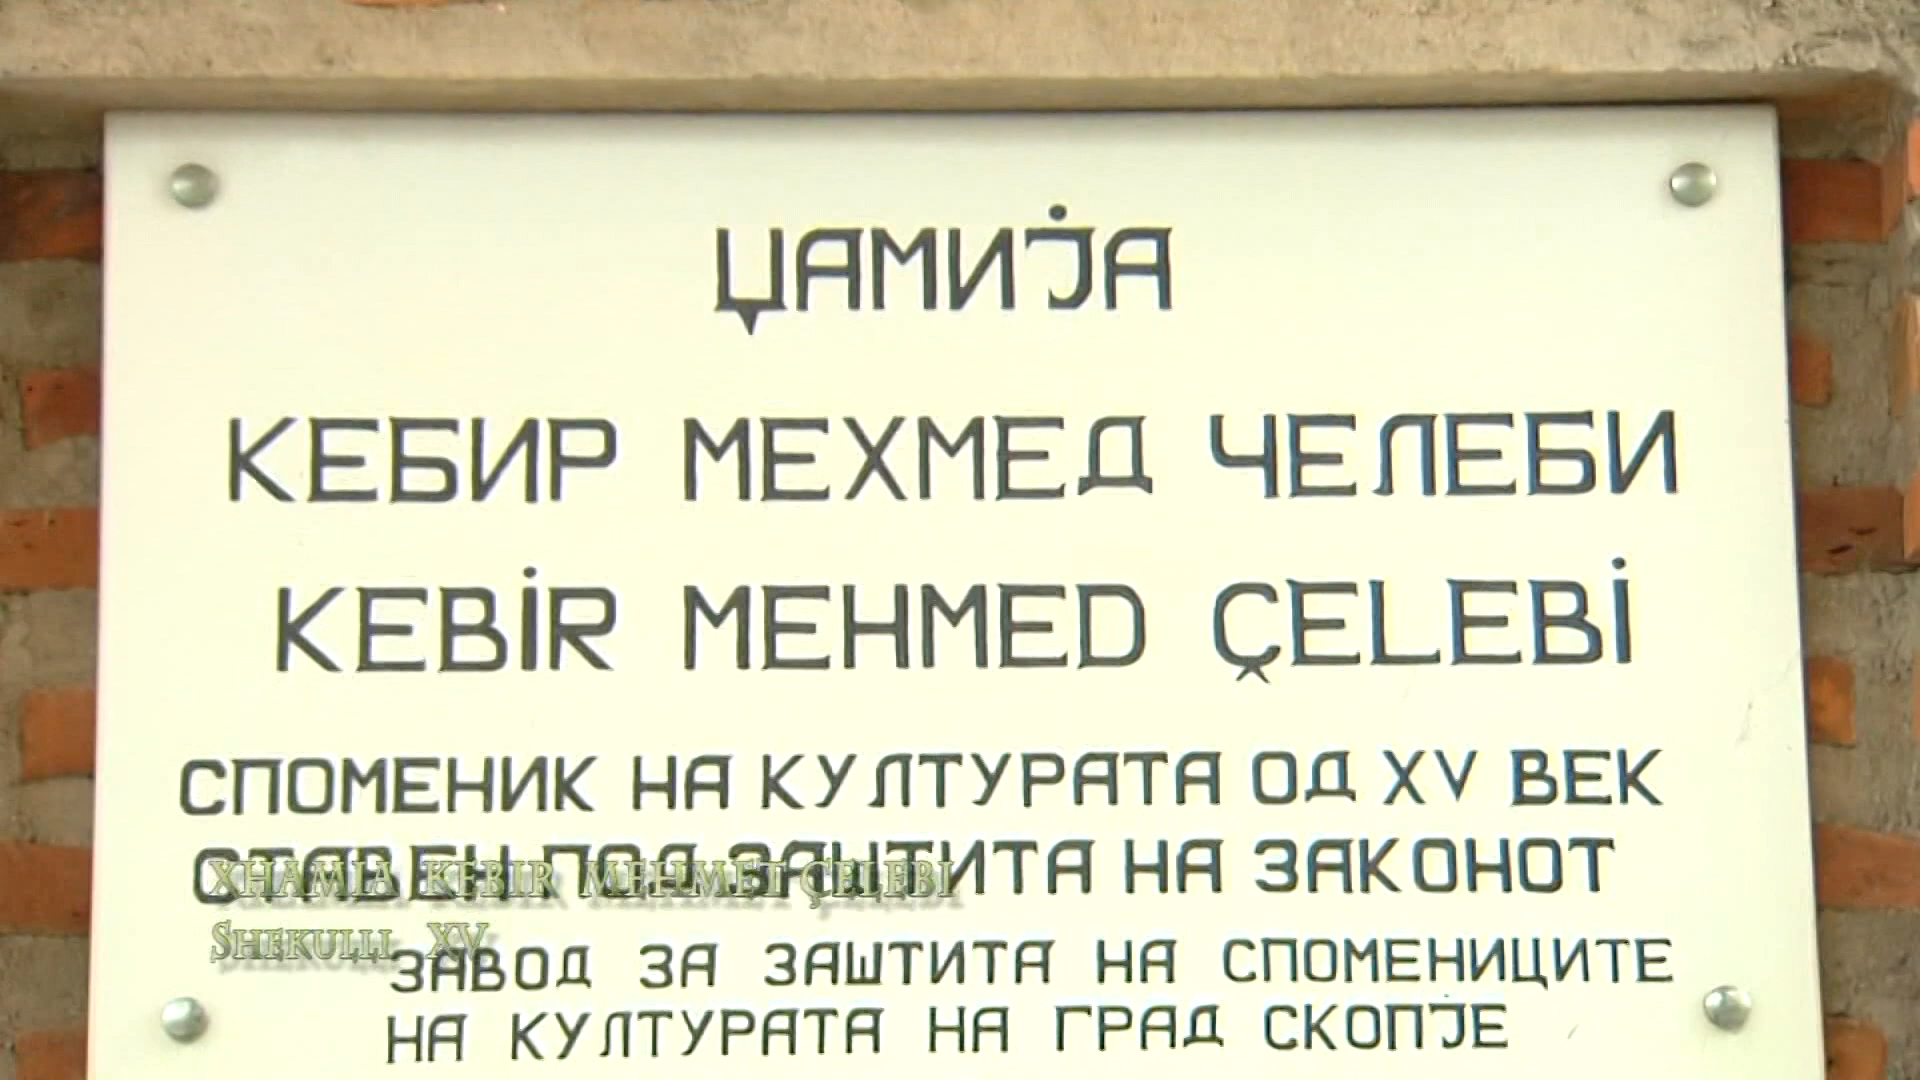 ЏАМИЈА
КЕБИР МЕХМЕД ЧЕЛЕБИ
KEBİR MEHMED ÇELEBİ
СПОМЕНИК НА КУЛТУРАТА ОД XV ВЕК
СТАВЕН ПОД ЗАШТИТА НА ЗАКОНОТ
XHAMIA KEBIR MEHMET ÇELEBI
SHEKULLI XV
ЗАВОД ЗА ЗАШТИТА НА СПОМЕНИЦИТЕ
НА КУЛТУРАТА НА ГРАД СКОПЈЕ